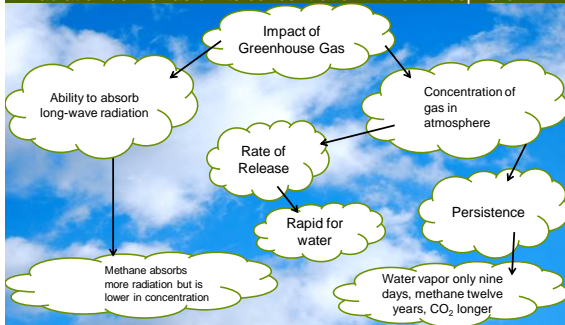 Impact of
Greenhouse Gas
Ability to absorb
long-wave radiation
Concentration of
gas in
atmosphere
Rate of
Release
Persistence
Rapid for
water
Methane absorbs
more radiation but is
lower in concentration
Water vapor only nine
days, methane twelve
years, CO₂ longer